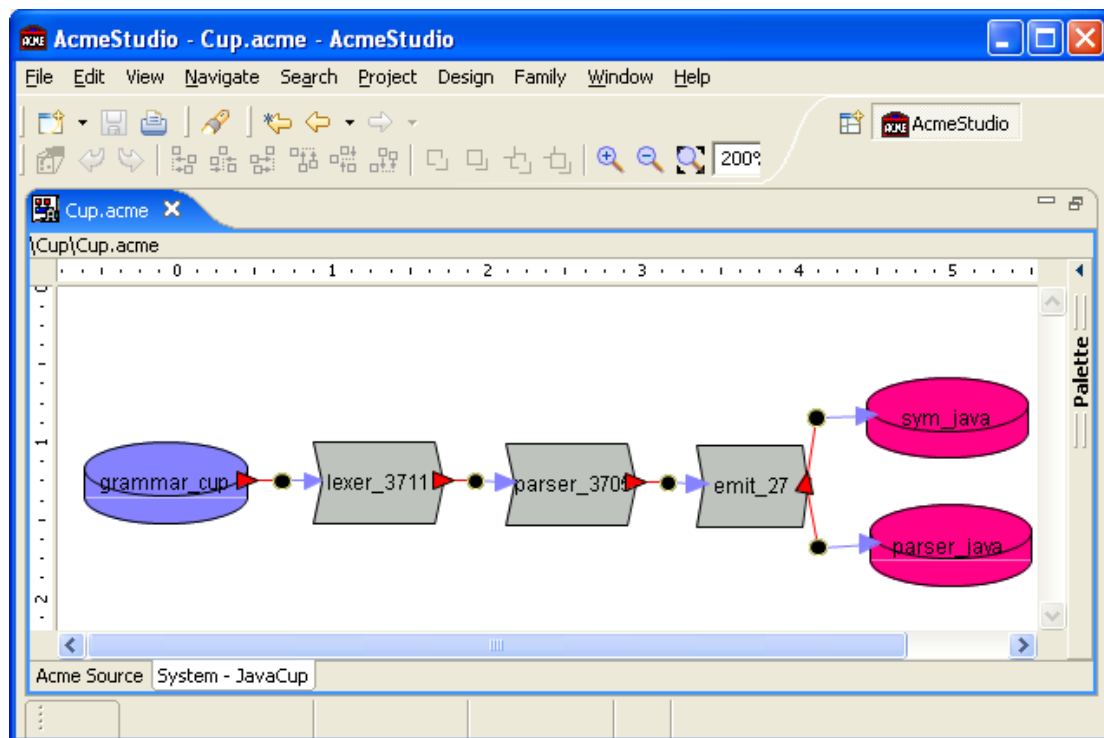 AcmeStudio - Cup.acme - AcmeStudio
File Edit View Navigate Search Project Design Family Window Help
AcmeStudio
200%
Cup.acme
\Cup\Cup.acme
0 1 2 3 4 5
0
1
2
Palette
sym_java
grammar_cup lexer_3711 parser_3709 emit_27
parser_java
Acme Source System - JavaCup